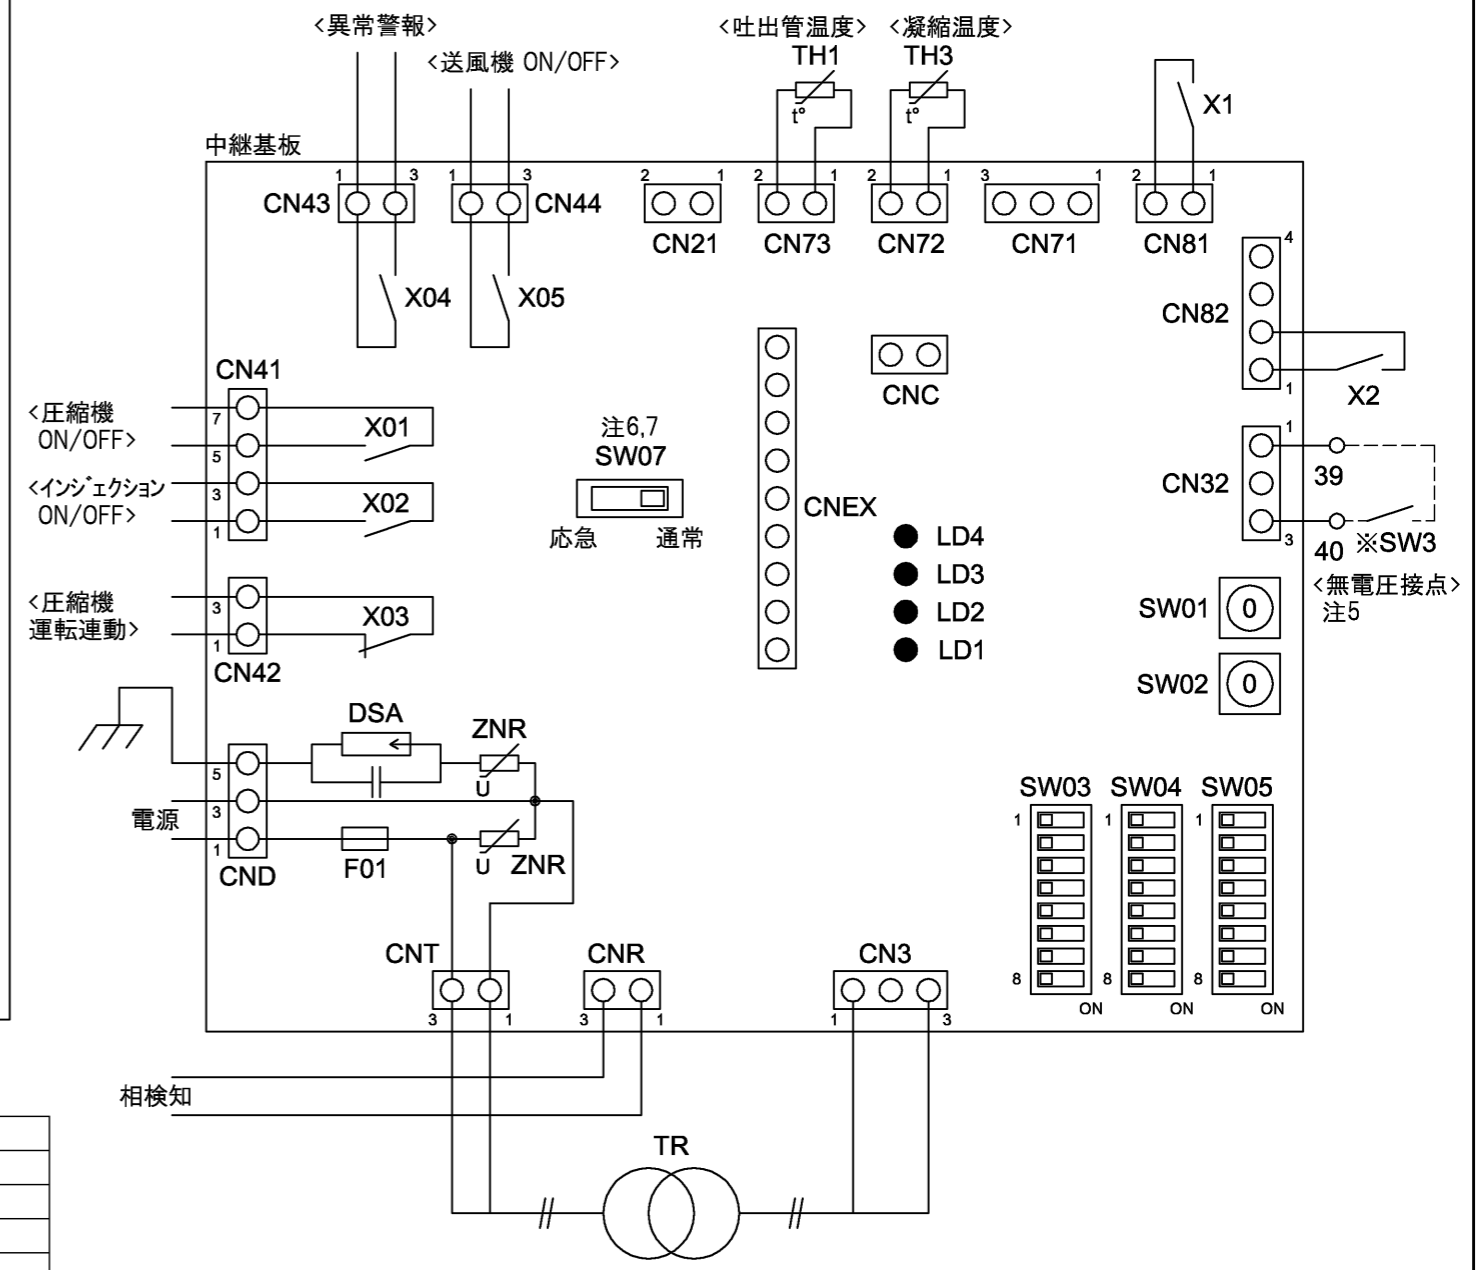 <異常警報>
<送風機 ON/OFF>
<吐出管温度>
<凝縮温度>
TH1
TH3
t°
t°
X1
中継基板
1
3
1
3
2
1
2
1
2
1
3
1
2
1
CN43
CN44
CN21
CN73
CN72
CN71
CN81
X04
X05
4
CN82
1
X2
CN41
<圧縮機
ON/OFF>
7
5
X01
<インジェクション
ON/OFF>
3
1
X02
注6,7
SW07
応急
通常
CNC
CNEX
LD4
LD3
LD2
LD1
1
CN32
3
39
40
※SW3
<無電圧接点>
注5
<圧縮機
運転連動>
3
1
X03
CN42
SW01
0
SW02
0
DSA
ZNR
U
5
3
1
電源
CND
F01
U
ZNR
SW03
SW04
SW05
1
1
1
8
8
8
ON
ON
ON
CNT
CNR
CN3
3
1
3
1
1
3
相検知
TR